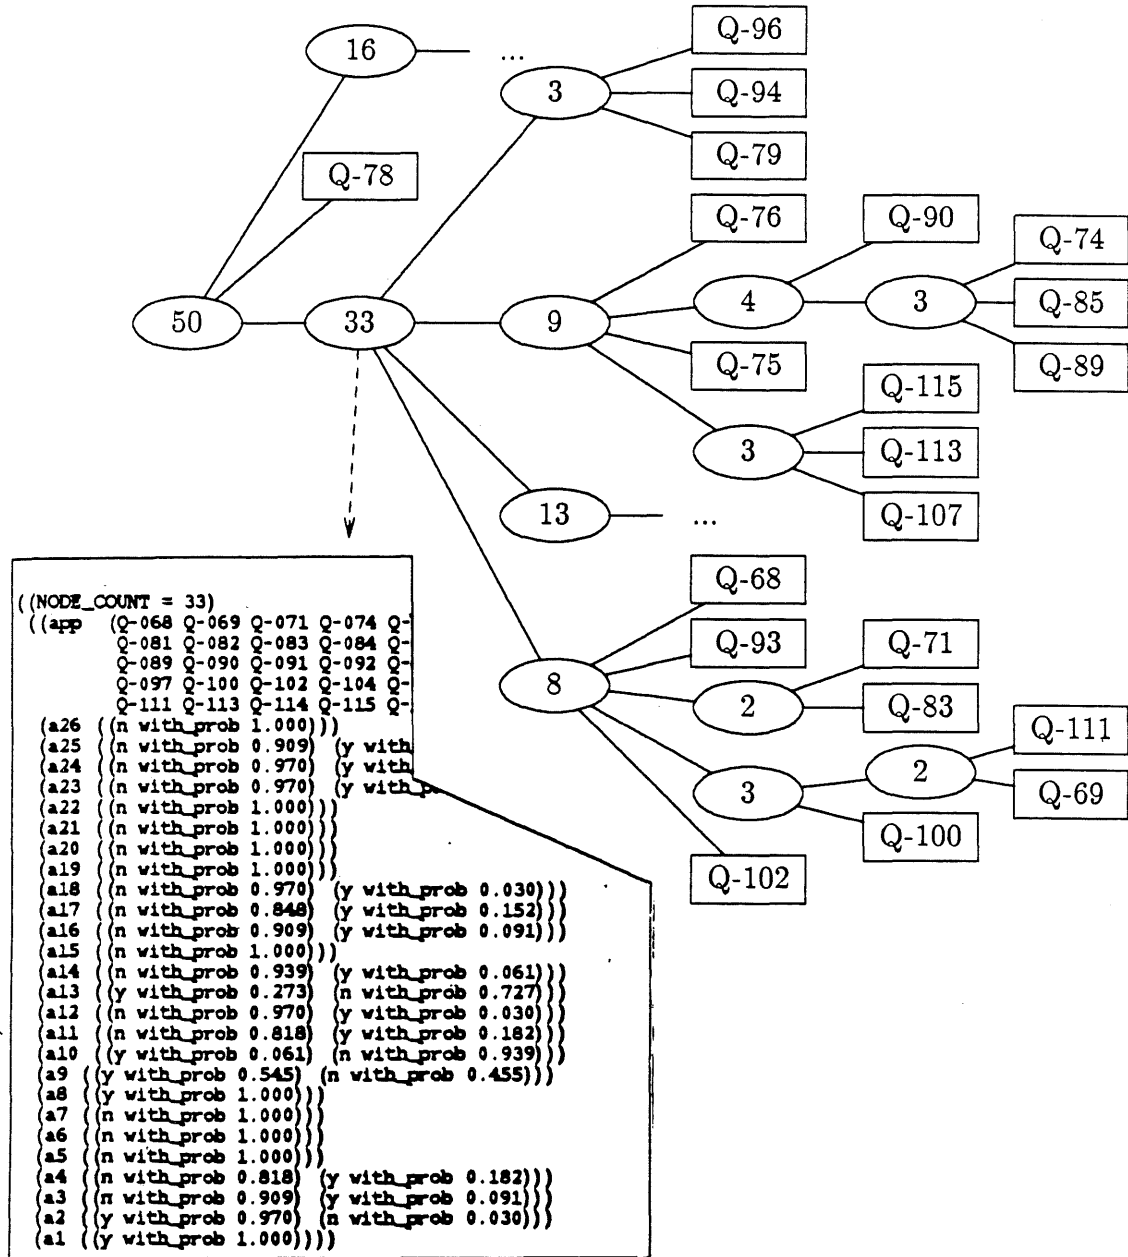 16
...
3
Q-96
Q-94
Q-79
Q-78
Q-76
Q-90
Q-74
50
33
9
4
3
Q-85
Q-75
Q-89
Q-115
3
Q-113
13
...
Q-107
Q-68
Q-93
Q-71
8
2
Q-83
Q-111
3
2
Q-69
Q-100
Q-102
((NODE_COUNT = 33)
((app (Q-068 Q-069 Q-071 Q-074 Q-
Q-081 Q-082 Q-083 Q-084 Q-
Q-089 Q-090 Q-091 Q-092 Q-
Q-097 Q-100 Q-102 Q-104 Q-
Q-111 Q-113 Q-114 Q-115 Q-
(a26 ((n with_prob 1.000)))
(a25 ((n with_prob 0.909) (y with_
(a24 ((n with_prob 0.970) (y with_
(a23 ((n with_prob 0.970) (y with_p
(a22 ((n with_prob 1.000)))
(a21 ((n with_prob 1.000)))
(a20 ((n with_prob 1.000)))
(a19 ((n with_prob 1.000)))
(a18 ((n with_prob 0.970) (y with_prob 0.030)))
(a17 ((n with_prob 0.848) (y with_prob 0.152)))
(a16 ((n with_prob 0.909) (y with_prob 0.091)))
(a15 ((n with_prob 1.000)))
(a14 ((n with_prob 0.939) (y with_prob 0.061)))
(a13 ((y with_prob 0.273) (n with_prob 0.727)))
(a12 ((n with_prob 0.970) (y with_prob 0.030)))
(a11 ((n with_prob 0.818) (y with_prob 0.182)))
(a10 ((y with_prob 0.061) (n with_prob 0.939)))
(a9 ((y with_prob 0.545) (n with_prob 0.455)))
(a8 ((y with_prob 1.000)))
(a7 ((n with_prob 1.000)))
(a6 ((n with_prob 1.000)))
(a5 ((n with_prob 1.000)))
(a4 ((n with_prob 0.818) (y with_prob 0.182)))
(a3 ((n with_prob 0.909) (y with_prob 0.091)))
(a2 ((y with_prob 0.970) (n with_prob 0.030)))
(a1 ((y with_prob 1.000))))